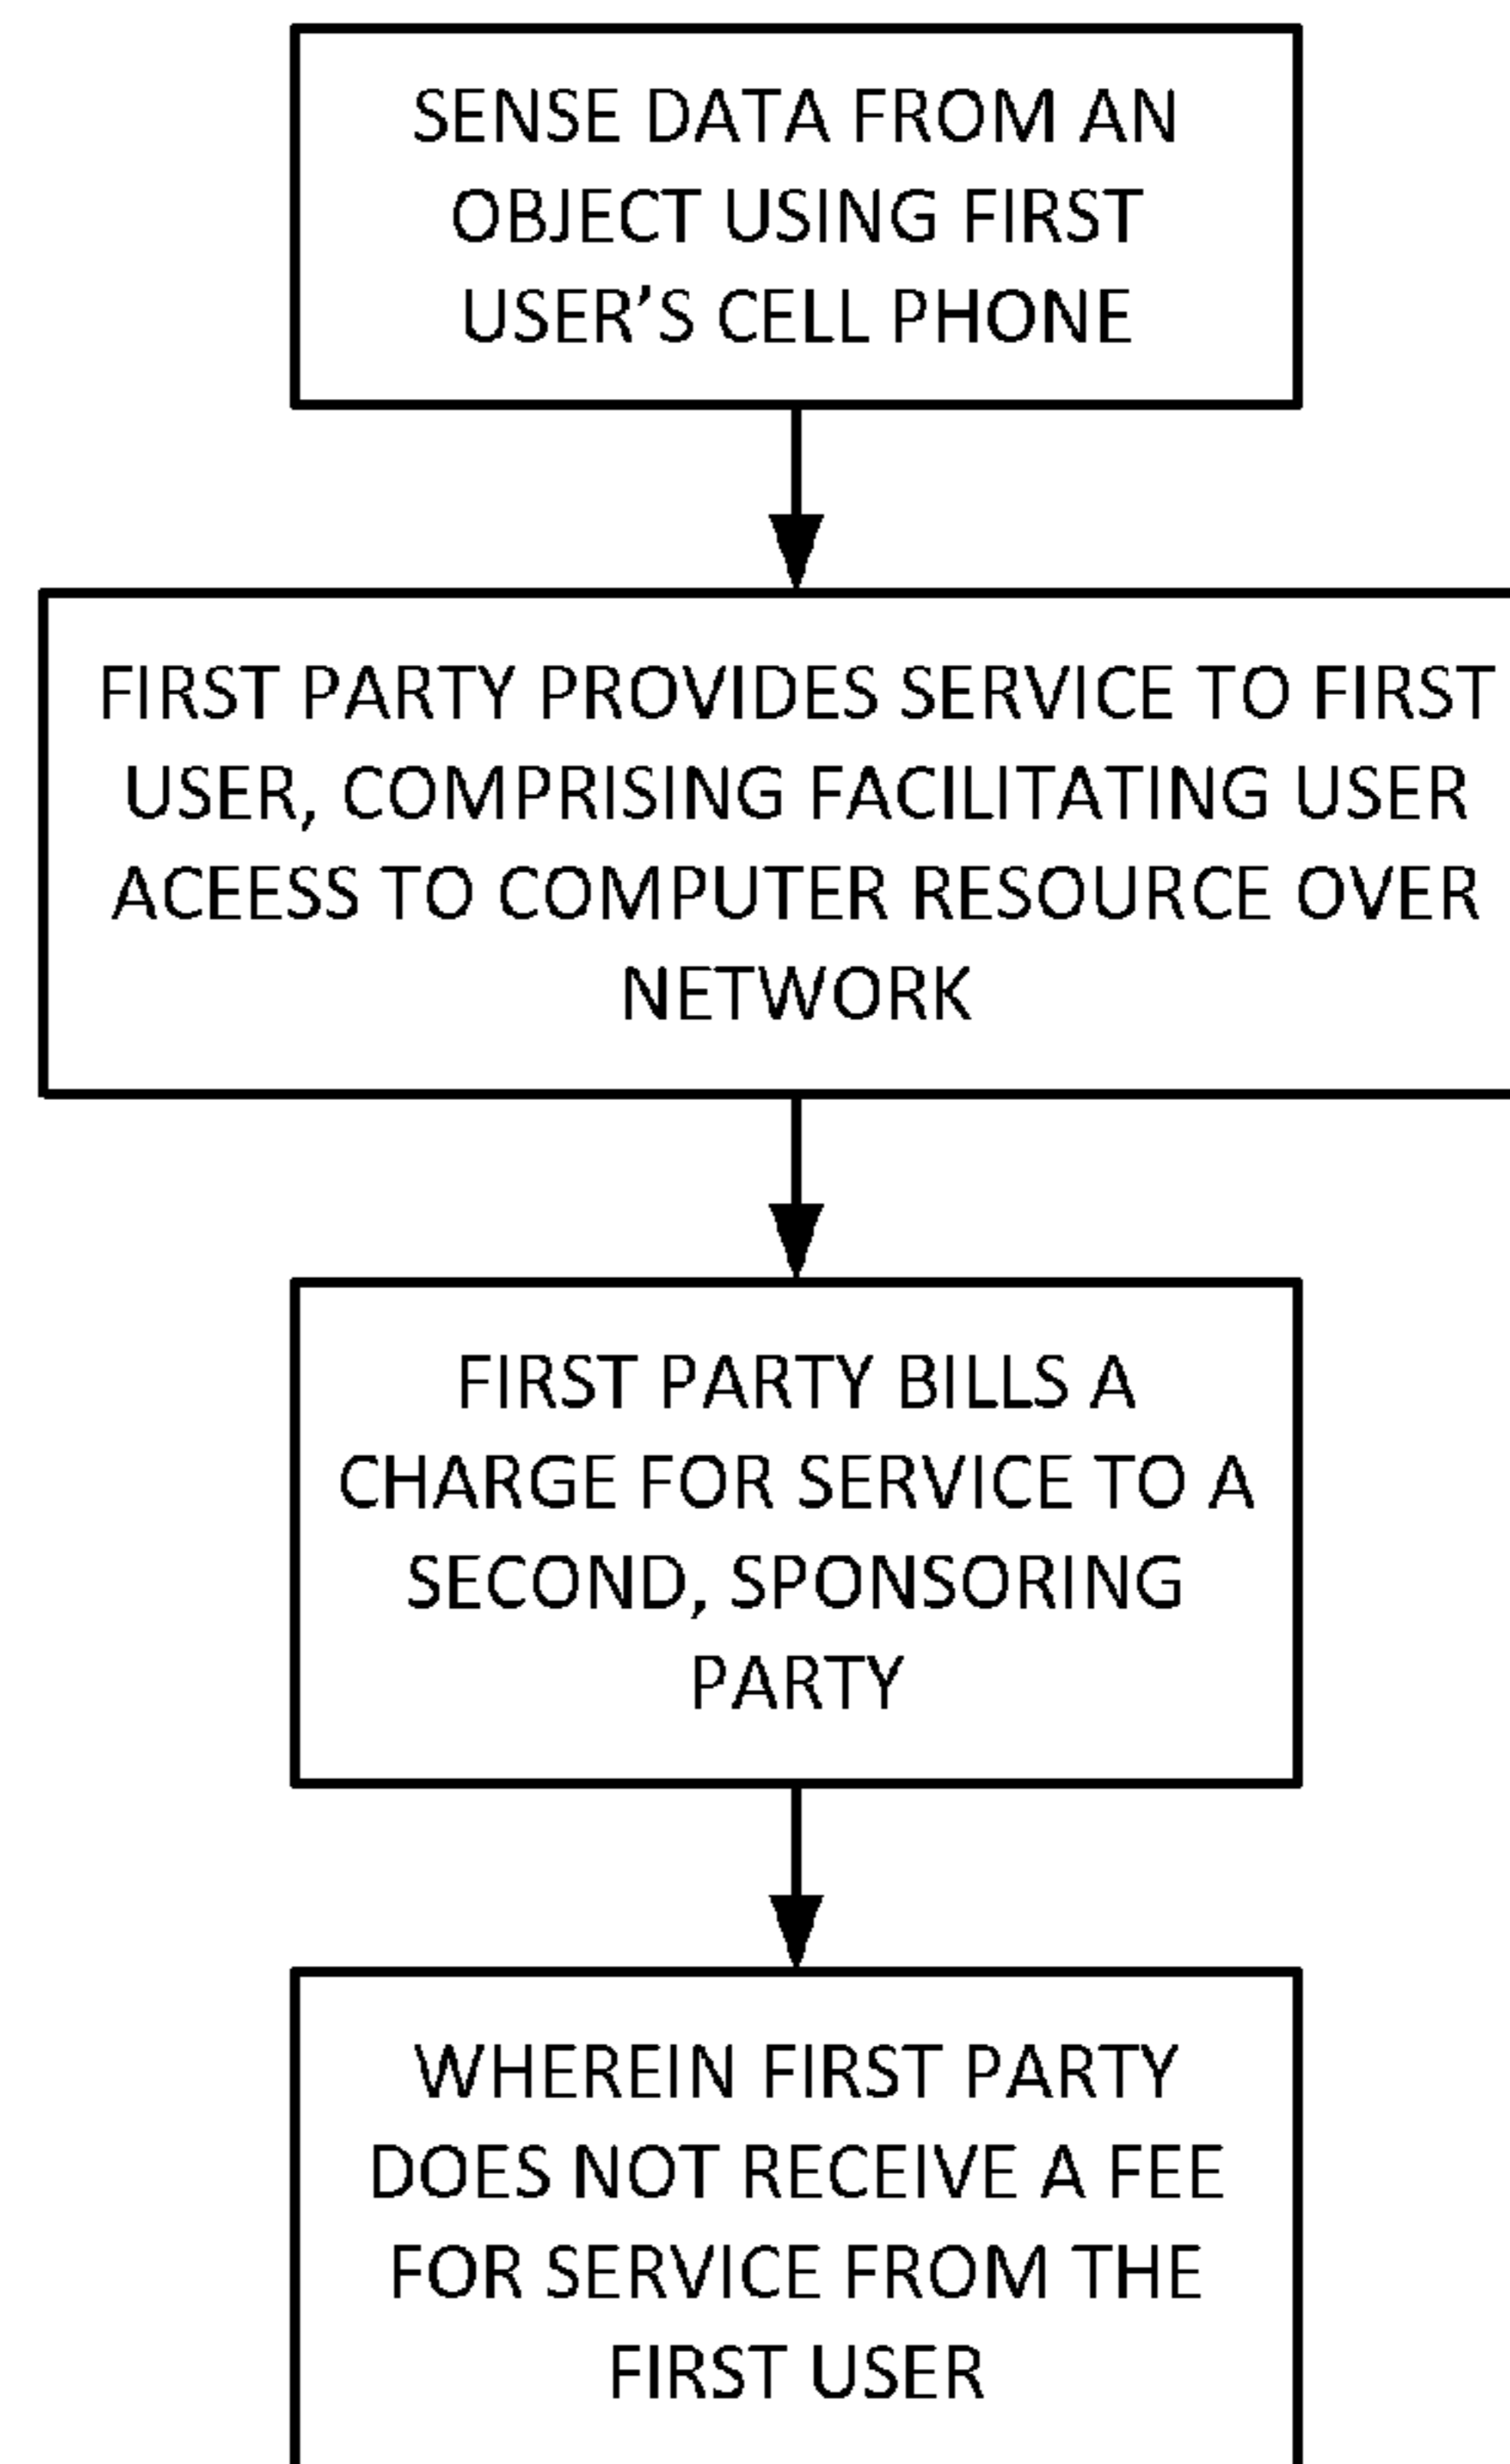 SENSE DATA FROM AN
OBJECT USING FIRST
USER'S CELL PHONE
FIRST PARTY PROVIDES SERVICE TO FIRST
USER, COMPRISING FACILITATING USER
ACEESS TO COMPUTER RESOURCE OVER
NETWORK
FIRST PARTY BILLS A
CHARGE FOR SERVICE TO A
SECOND, SPONSORING
PARTY
WHEREIN FIRST PARTY
DOES NOT RECEIVE A FEE
FOR SERVICE FROM THE
FIRST USER